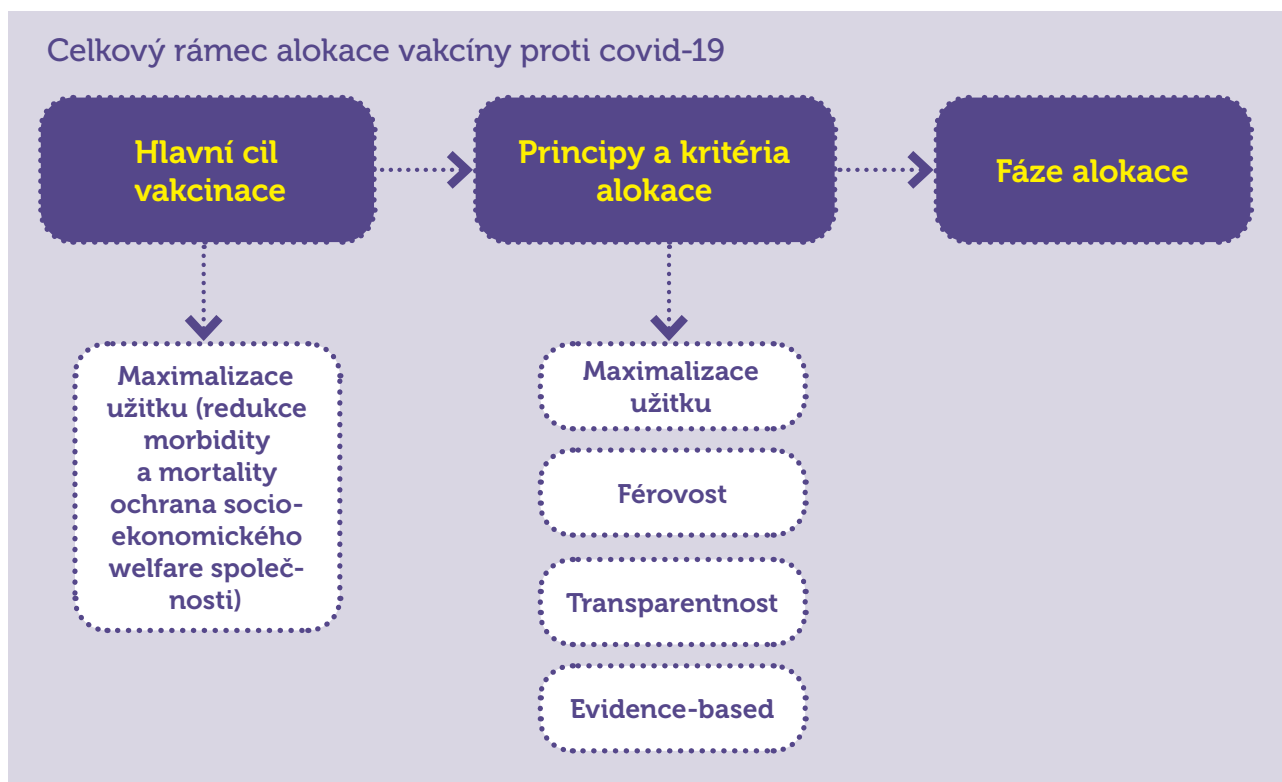 Celkový rámec alokace vakcíny proti covid-19
Hlavní cil
vakcinace
Principy a kritéria
alokace
Fáze alokace
Maximalizace
užitku (redukce
morbidity
a mortality
ochrana socio-
ekonomického
welfare společ-
nosti)
Maximalizace
užitku
Férovost
Transparentnost
Evidence-based